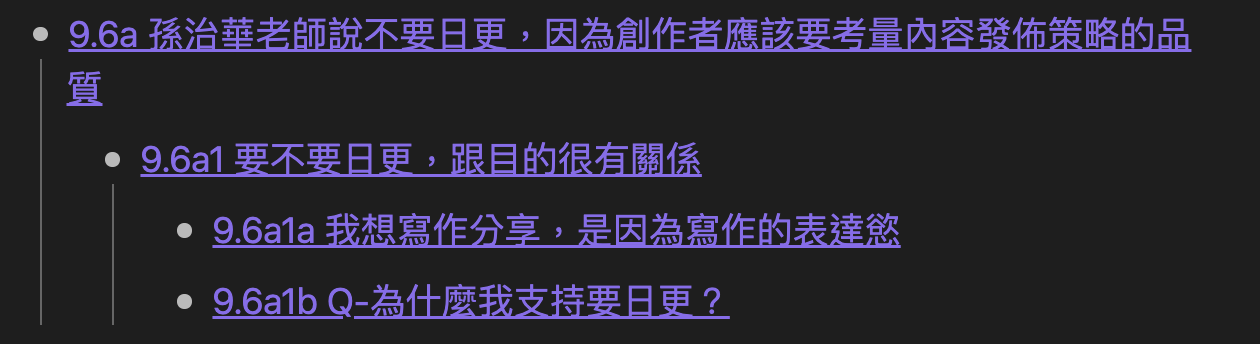 9.6a 孫治華老師說不要日更，因為創作者應該要考量內容發佈策略的品
質
9.6a1 要不要日更，跟目的很有關係
9.6a1a 我想寫作分享，是因為寫作的表達慾
9.6a1b Q-為什麼我支持要日更？